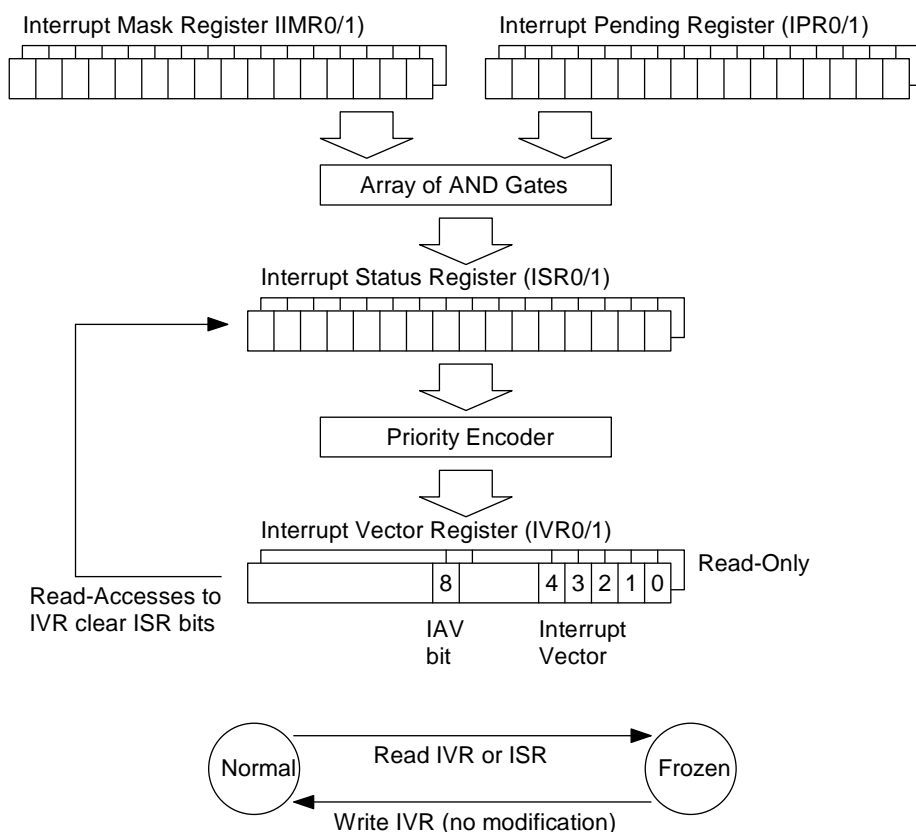 Interrupt Mask Register IIMR0/1)
Interrupt Pending Register (IPR0/1)
Array of AND Gates
Interrupt Status Register (ISR0/1)
Priority Encoder
Interrupt Vector Register (IVR0/1)
Read-Only
8 4 3 2 1 0
Read-Accesses to
IVR clear ISR bits
IAV
bit
Interrupt
Vector
Read IVR or ISR
Normal
Frozen
Write IVR (no modification)